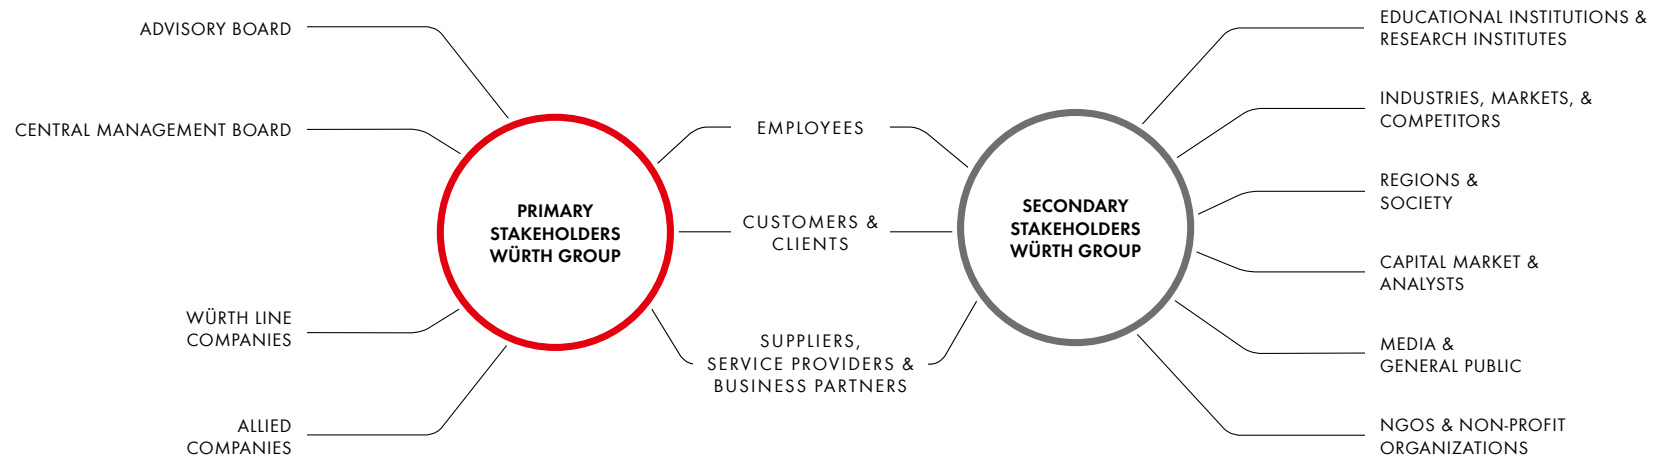 ADVISORY BOARD
CENTRAL MANAGEMENT BOARD
WÜRTH LINE
COMPANIES
ALLIED
COMPANIES
PRIMARY
STAKEHOLDERS
WÜRTH GROUP
EMPLOYEES
CUSTOMERS &
CLIENTS
SUPPLIERS,
SERVICE PROVIDERS &
BUSINESS PARTNERS
SECONDARY
STAKEHOLDERS
WÜRTH GROUP
EDUCATIONAL INSTITUTIONS &
RESEARCH INSTITUTES
INDUSTRIES, MARKETS, &
COMPETITORS
REGIONS &
SOCIETY
CAPITAL MARKET &
ANALYSTS
MEDIA &
GENERAL PUBLIC
NGOS & NON-PROFIT
ORGANIZATIONS